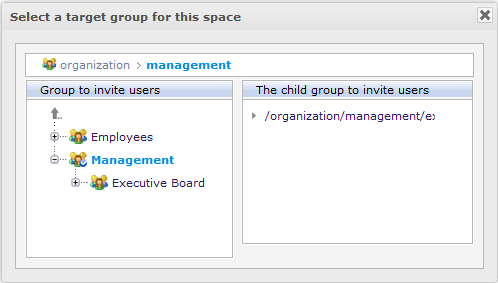 Select a target group for this space
organization > management
Group to invite users
The child group to invite users
..
Employees
Management
Executive Board
/organization/management/ex